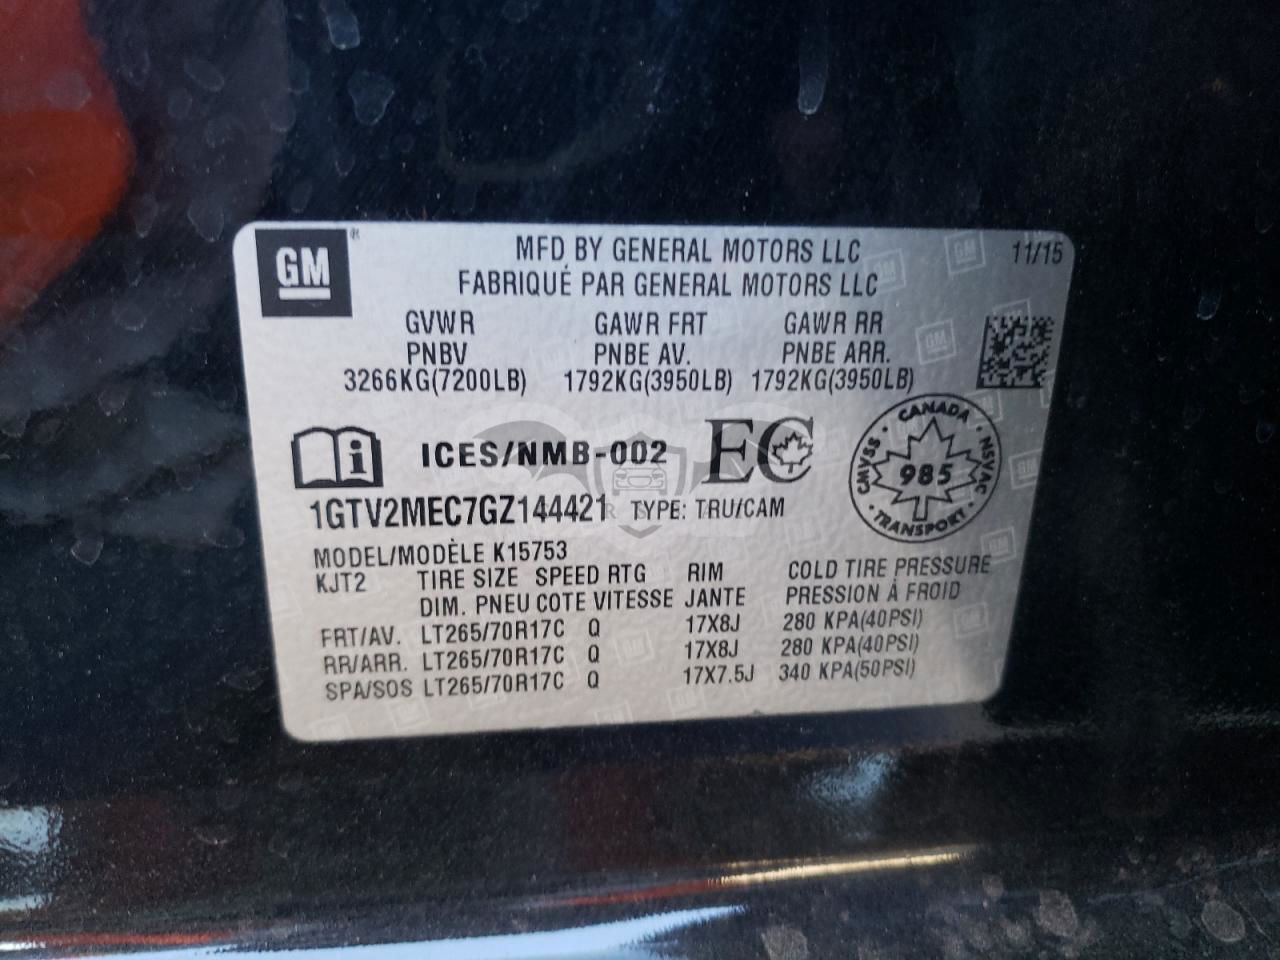 GM®
MFD BY GENERAL MOTORS LLC 11/15
FABRIQUÉ PAR GENERAL MOTORS LLC
GVWR GAWR FRT GAWR RR
PNBV PNBE AV. PNBE ARR.
3266KG(7200LB) 1792KG(3950LB) 1792KG(3950LB)
ICES/NMB-002 EC
CANADA
CMVSS · 985 · NSVAC
TRANSPORT
1GTV2MEC7GZ144421 TYPE: TRU/CAM
MODEL/MODÈLE K15753
KJT2 TIRE SIZE SPEED RTG RIM COLD TIRE PRESSURE
DIM. PNEU COTE VITESSE JANTE PRESSION À FROID
FRT/AV. LT265/70R17C Q 17X8J 280 KPA(40PSI)
RR/ARR. LT265/70R17C Q 17X8J 280 KPA(40PSI)
SPA/SOS LT265/70R17C Q 17X7.5J 340 KPA(50PSI)